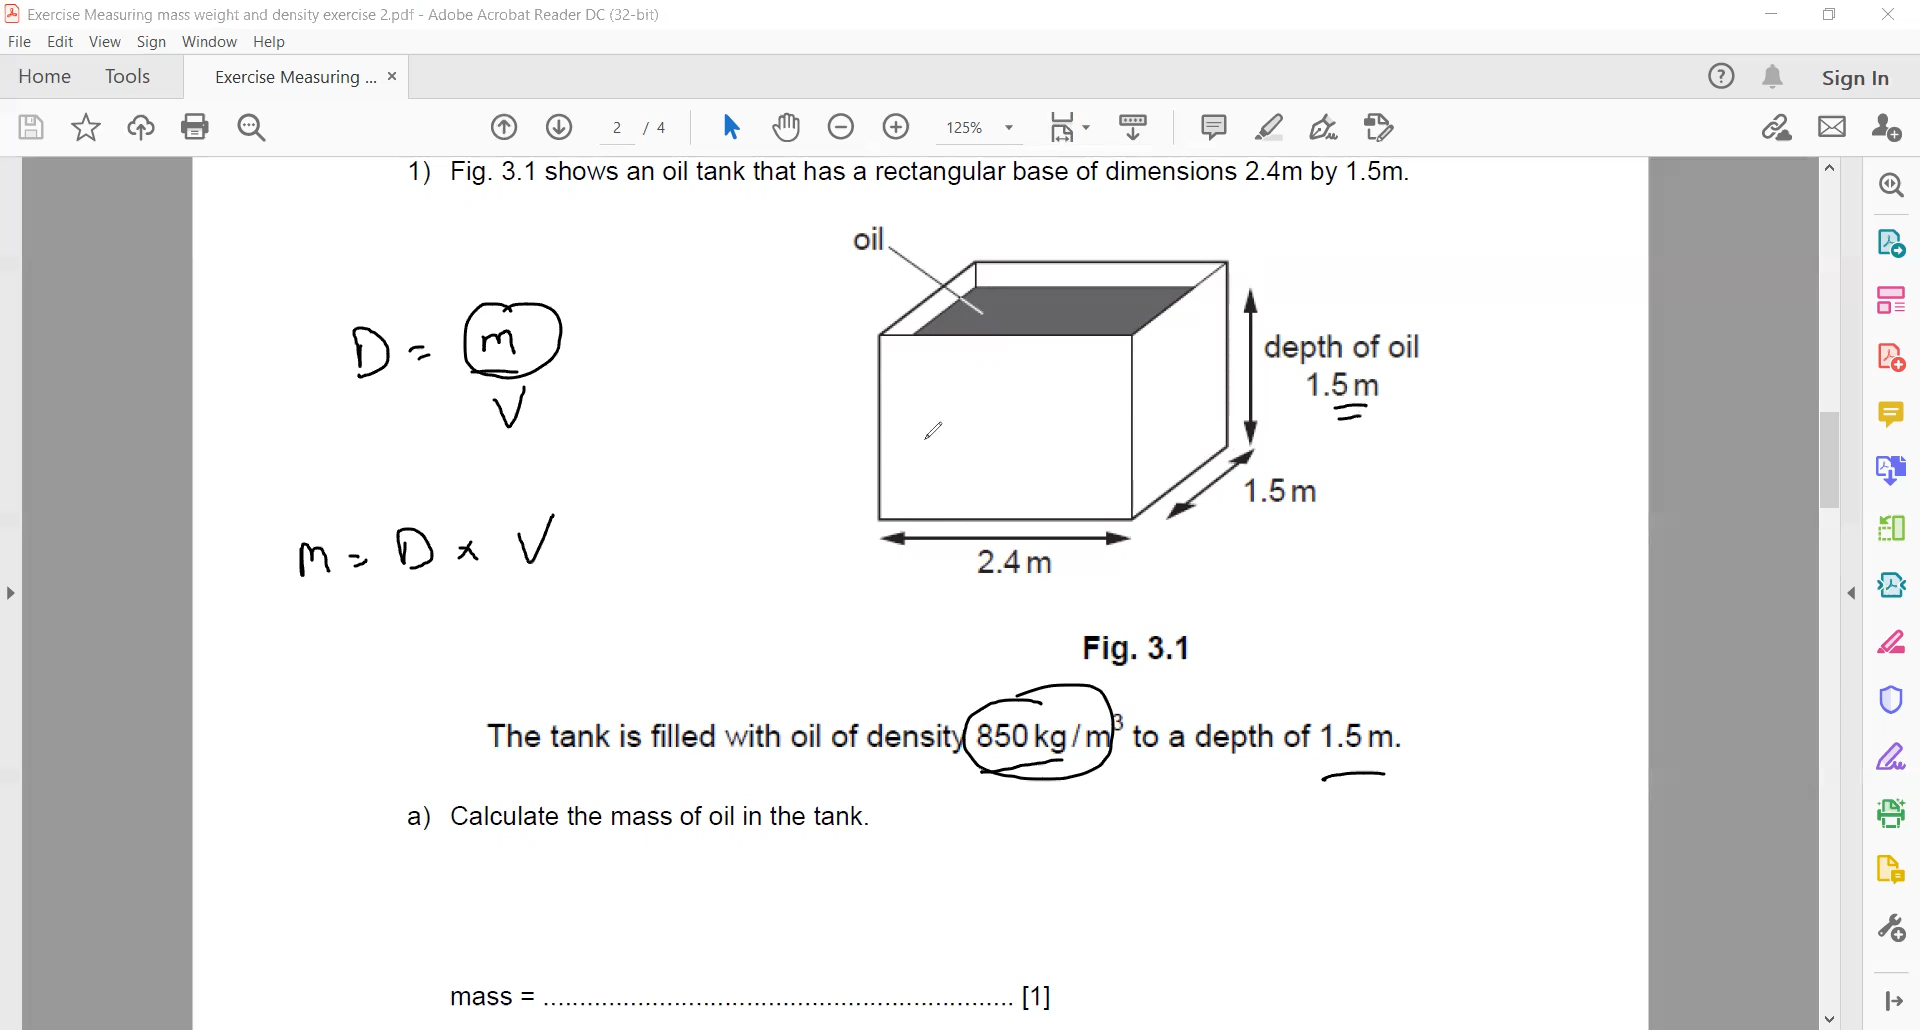 Exercise Measuring mass weight and density exercise 2.pdf - Adobe Acrobat Reader DC (32-bit)
File Edit View Sign Window Help
Home Tools Exercise Measuring ... × Sign In
2 / 4 125%
1) Fig. 3.1 shows an oil tank that has a rectangular base of dimensions 2.4m by 1.5m.
oil
D = m
V
depth of oil
1.5 m
1.5 m
m = D x V
2.4 m
Fig. 3.1
The tank is filled with oil of density 850 kg/m³ to a depth of 1.5 m.
a) Calculate the mass of oil in the tank.
mass = ................................................................ [1]